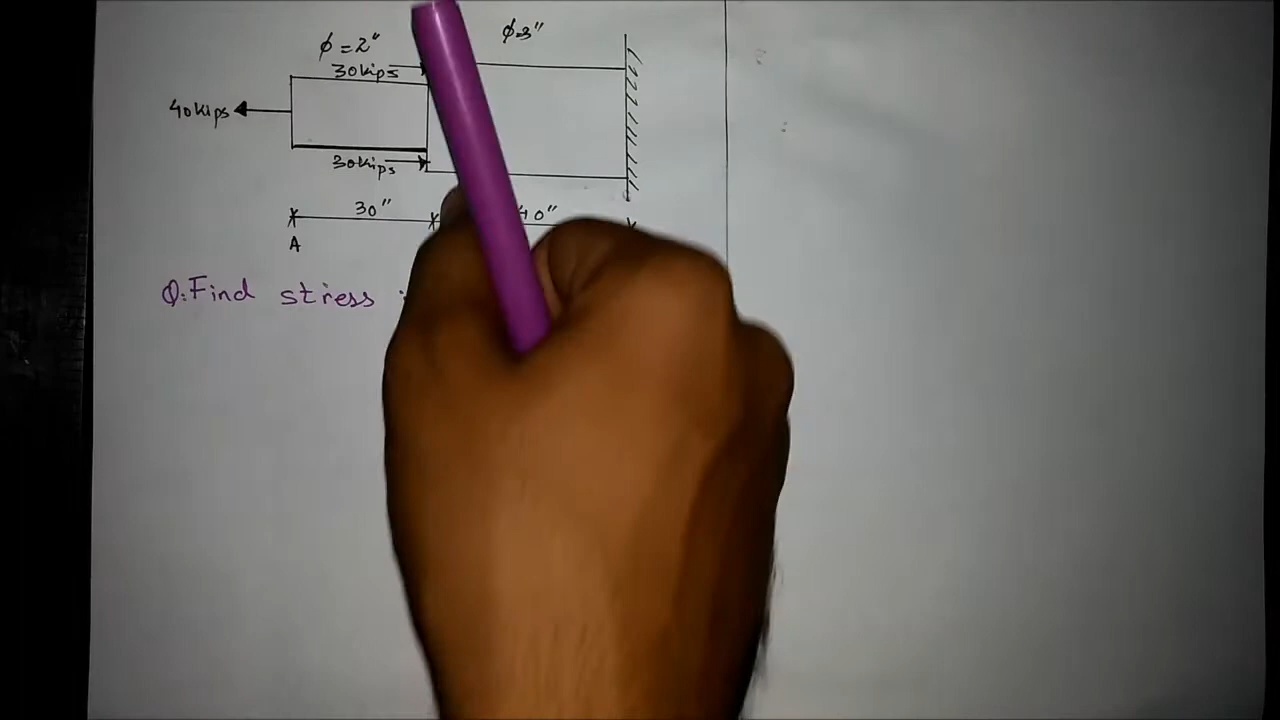 ϕ = 2" ϕ=3"
30kips
40kips
30kips
30"
A
Q:Find stress